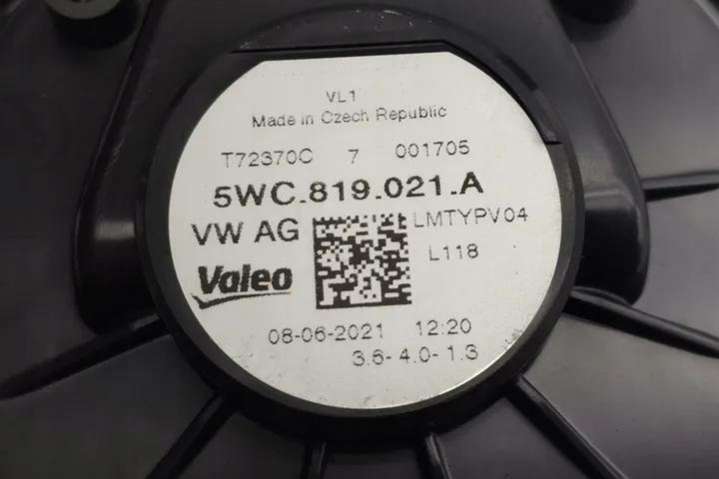 VL1
Made in Czech Republic
T72370C 7 001705
5WC.819.021.A
VW AG LMTYPV04
L118
Valeo
08-06-2021 12:20
3.6- 4.0- 1.3